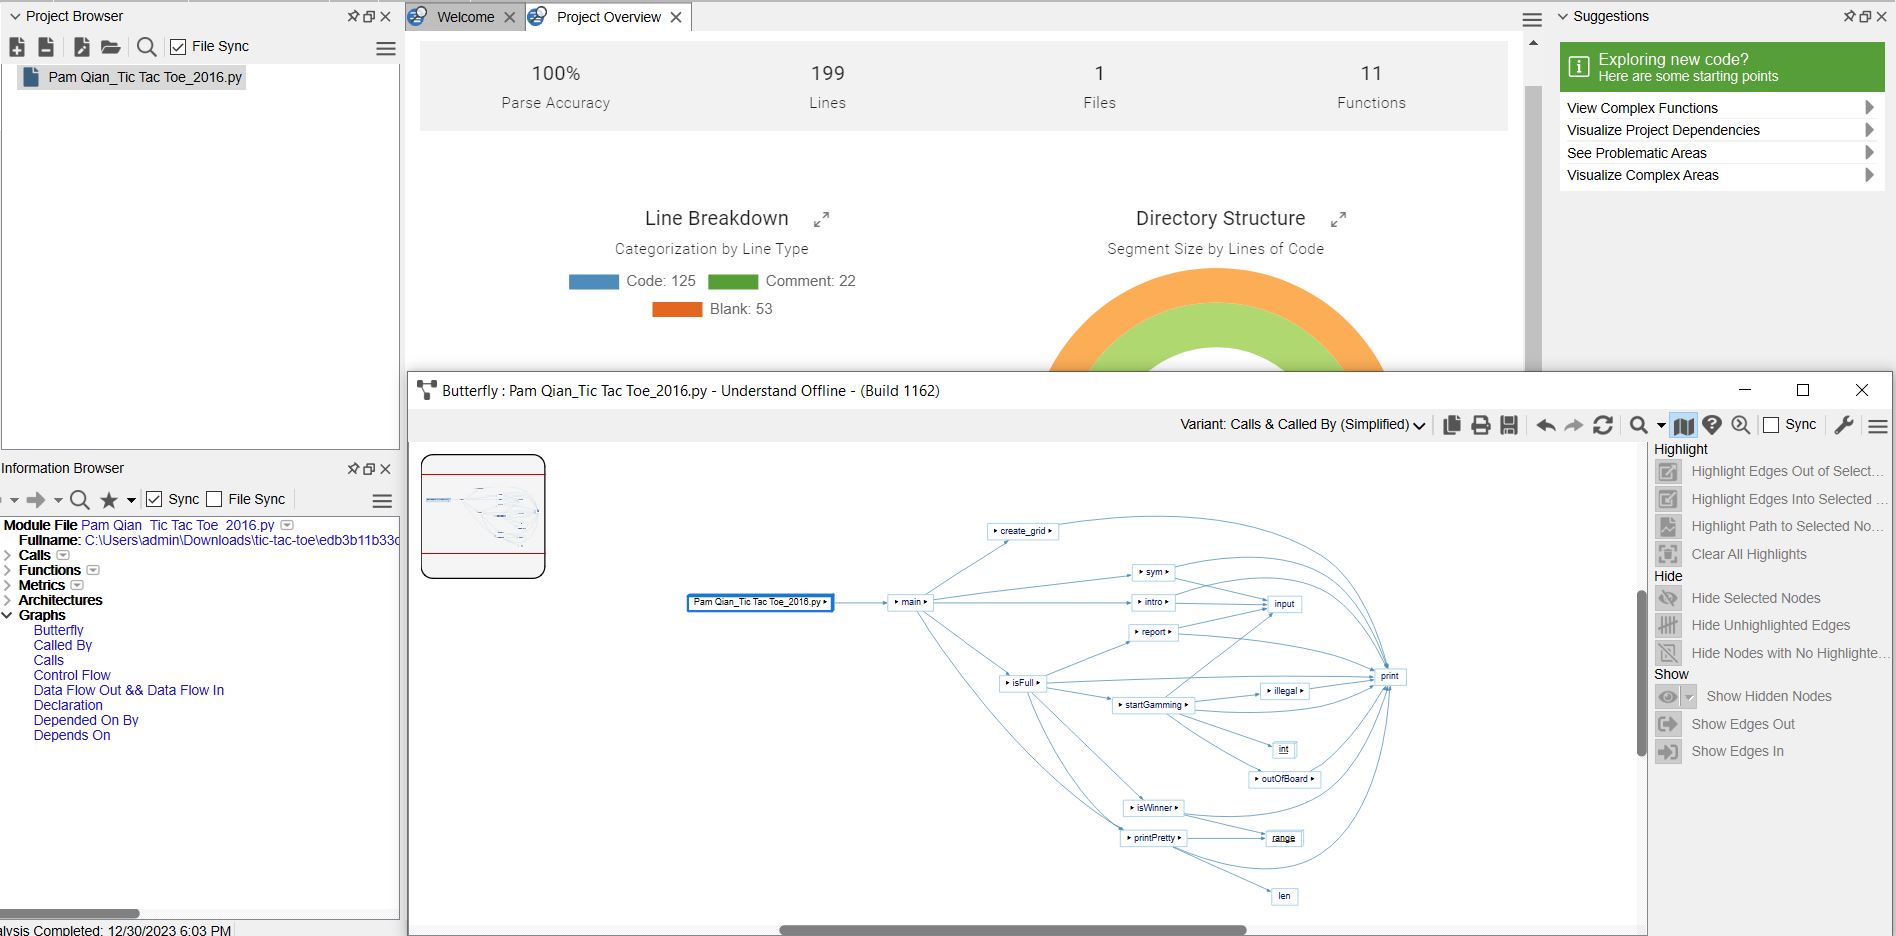 Project Browser
File Sync
Pam Qian_Tic Tac Toe_2016.py
Welcome
Project Overview
100%
199
1
11
Parse Accuracy
Lines
Files
Functions
Line Breakdown
Categorization by Line Type
Code: 125
Comment: 22
Blank: 53
Directory Structure
Segment Size by Lines of Code
Suggestions
Exploring new code?
Here are some starting points
View Complex Functions
Visualize Project Dependencies
See Problematic Areas
Visualize Complex Areas
Information Browser
Sync
File Sync
Module File Pam Qian_Tic Tac Toe_2016.py
Fullname: C:\Users\admin\Downloads\tic-tac-toe\edb3b11b33c
Calls
Functions
Metrics
Architectures
Graphs
Butterfly
Called By
Calls
Control Flow
Data Flow Out && Data Flow In
Declaration
Depended On By
Depends On
alysis Completed: 12/30/2023 6:03 PM
Butterfly : Pam Qian_Tic Tac Toe_2016.py - Understand Offline - (Build 1162)
Variant: Calls & Called By (Simplified)
Sync
Pam Qian_Tic Tac Toe_2016.py
main
create_grid
sym
intro
input
report
isFull
print
illegal
startGamming
int
outOfBoard
isWinner
printPretty
range
len
Highlight
Highlight Edges Out of Select...
Highlight Edges Into Selected ...
Highlight Path to Selected No...
Clear All Highlights
Hide
Hide Selected Nodes
Hide Unhighlighted Edges
Hide Nodes with No Highlighte...
Show
Show Hidden Nodes
Show Edges Out
Show Edges In